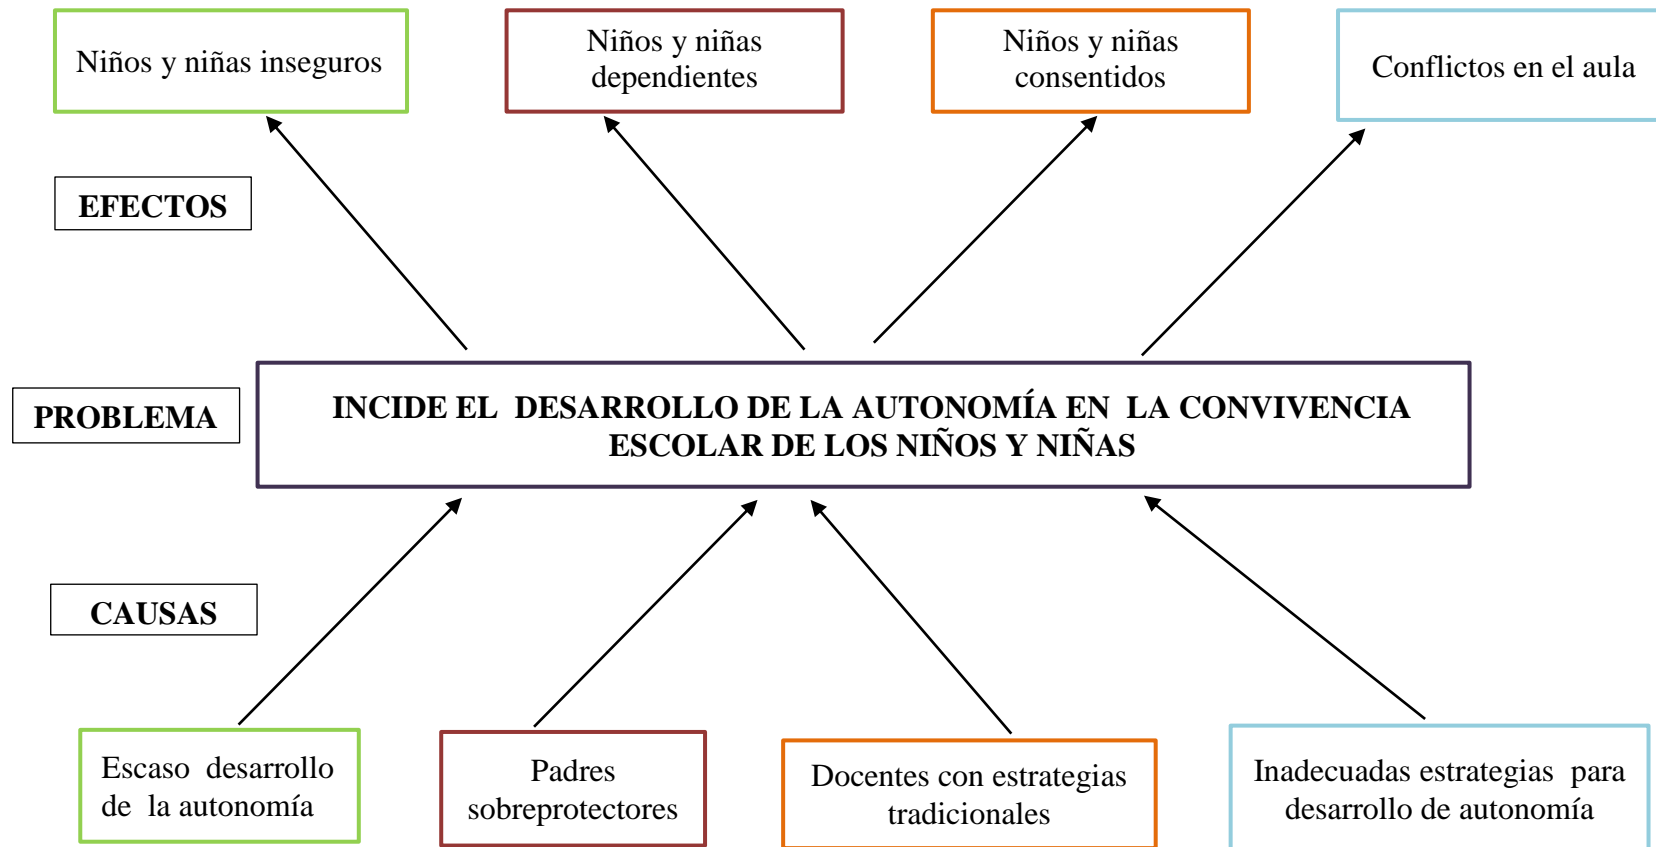 Niños y niñas inseguros
Niños y niñas
dependientes
Niños y niñas
consentidos
Conflictos en el aula
EFECTOS
PROBLEMA
INCIDE EL DESARROLLO DE LA AUTONOMÍA EN LA CONVIVENCIA
ESCOLAR DE LOS NIÑOS Y NIÑAS
CAUSAS
Escaso desarrollo
de la autonomía
Padres
sobreprotectores
Docentes con estrategias
tradicionales
Inadecuadas estrategias para
desarrollo de autonomía